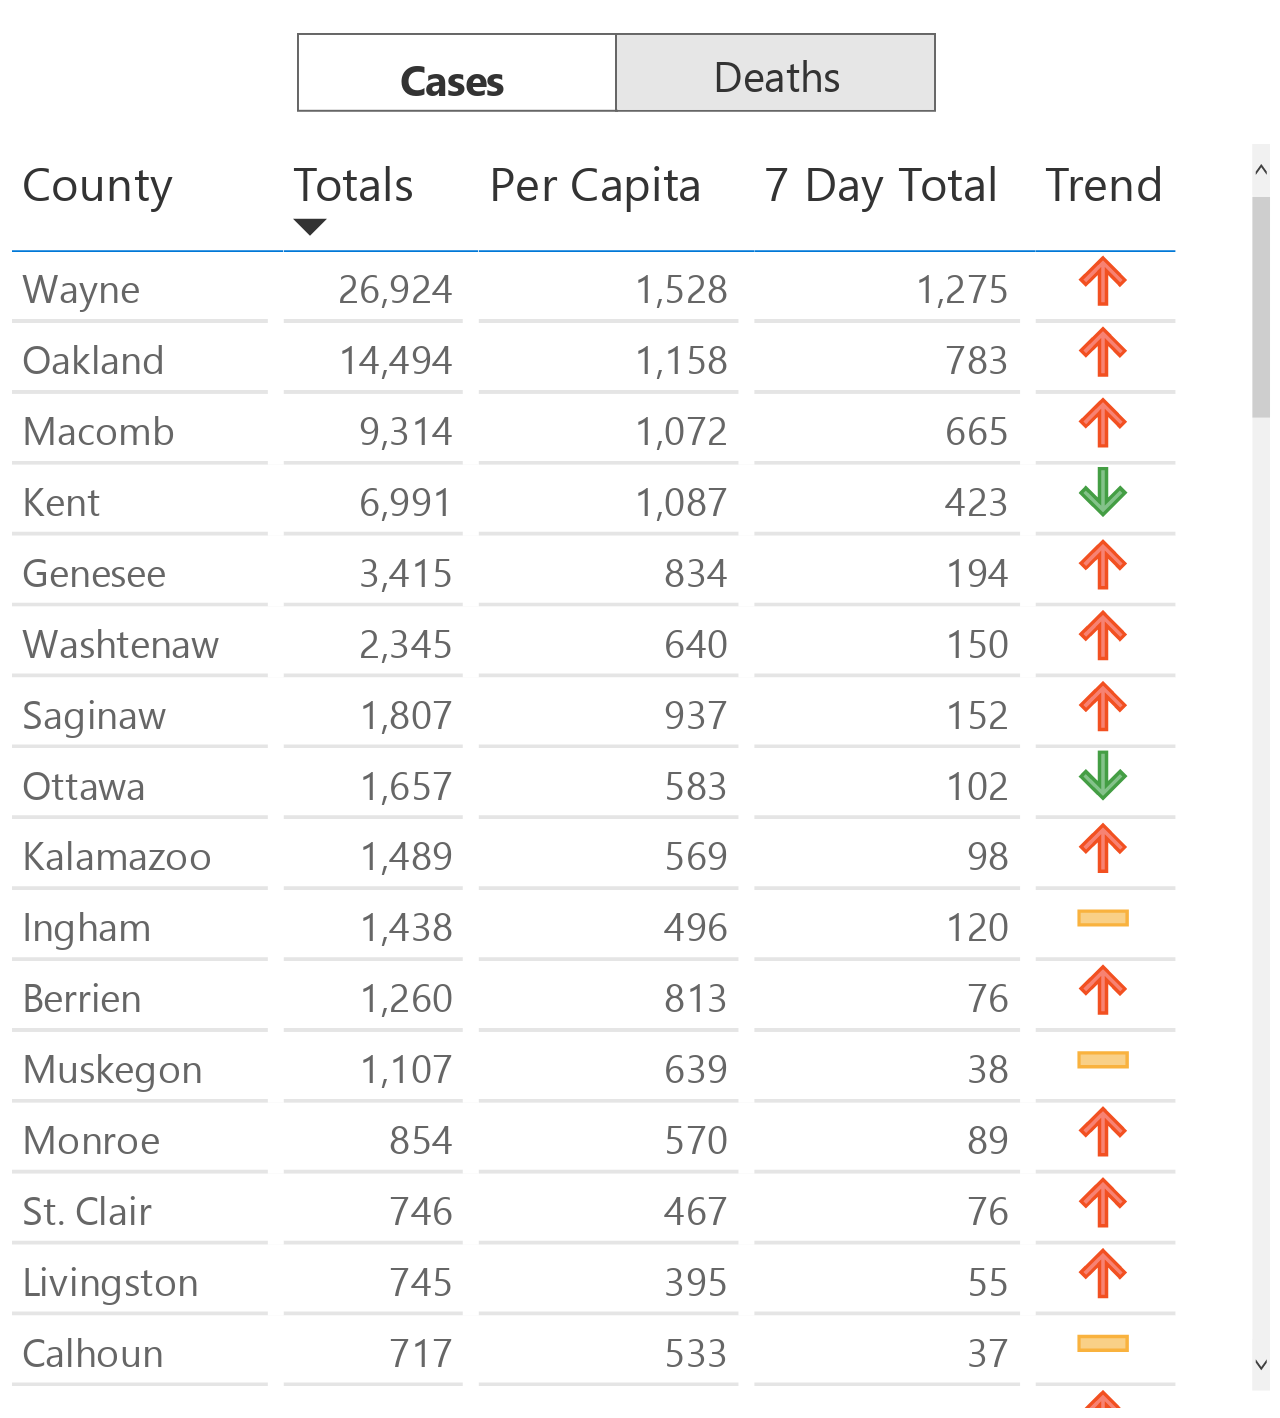 Cases Deaths
County Totals Per Capita 7 Day Total Trend
Wayne 26,924 1,528 1,275
Oakland 14,494 1,158 783
Macomb 9,314 1,072 665
Kent 6,991 1,087 423
Genesee 3,415 834 194
Washtenaw 2,345 640 150
Saginaw 1,807 937 152
Ottawa 1,657 583 102
Kalamazoo 1,489 569 98
Ingham 1,438 496 120
Berrien 1,260 813 76
Muskegon 1,107 639 38
Monroe 854 570 89
St. Clair 746 467 76
Livingston 745 395 55
Calhoun 717 533 37